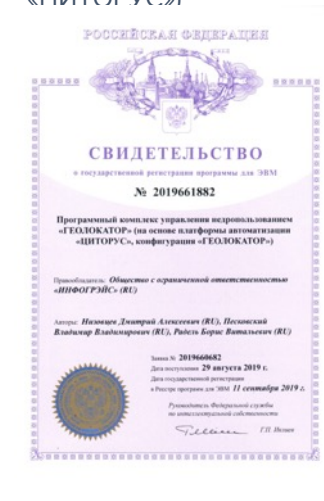 «ЦИТОРУС»)
РОССИЙСКАЯ ФЕДЕРАЦИЯ
СВИДЕТЕЛЬСТВО
о государственной регистрации программы для ЭВМ
№ 2019661882
Программный комплекс управления недропользованием
«ГЕОЛОКАТОР» (на основе платформы автоматизации
«ЦИТОРУС», конфигурация «ГЕОЛОКАТОР»)
Правообладатель: Общество с ограниченной ответственностью
«ИНФОГРЭЙС» (RU)
Авторы: Низовцев Дмитрий Алексеевич (RU), Песковский
Владимир Владимирович (RU), Радель Борис Витальевич (RU)
Заявка № 2019660682
Дата поступления 29 августа 2019 г.
Дата государственной регистрации
в Реестре программ для ЭВМ 11 сентября 2019 г.
Руководитель Федеральной службы
по интеллектуальной собственности
Г.П. Ивлиев